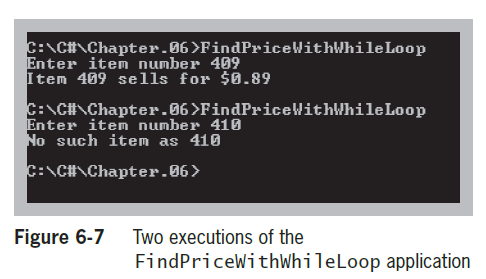 C:\C#\Chapter.06>FindPriceWithWhileLoop
Enter item number 409
Item 409 sells for $0.89
C:\C#\Chapter.06>FindPriceWithWhileLoop
Enter item number 410
No such item as 410
C:\C#\Chapter.06>
Figure 6-7 Two executions of the
FindPriceWithWhileLoop application